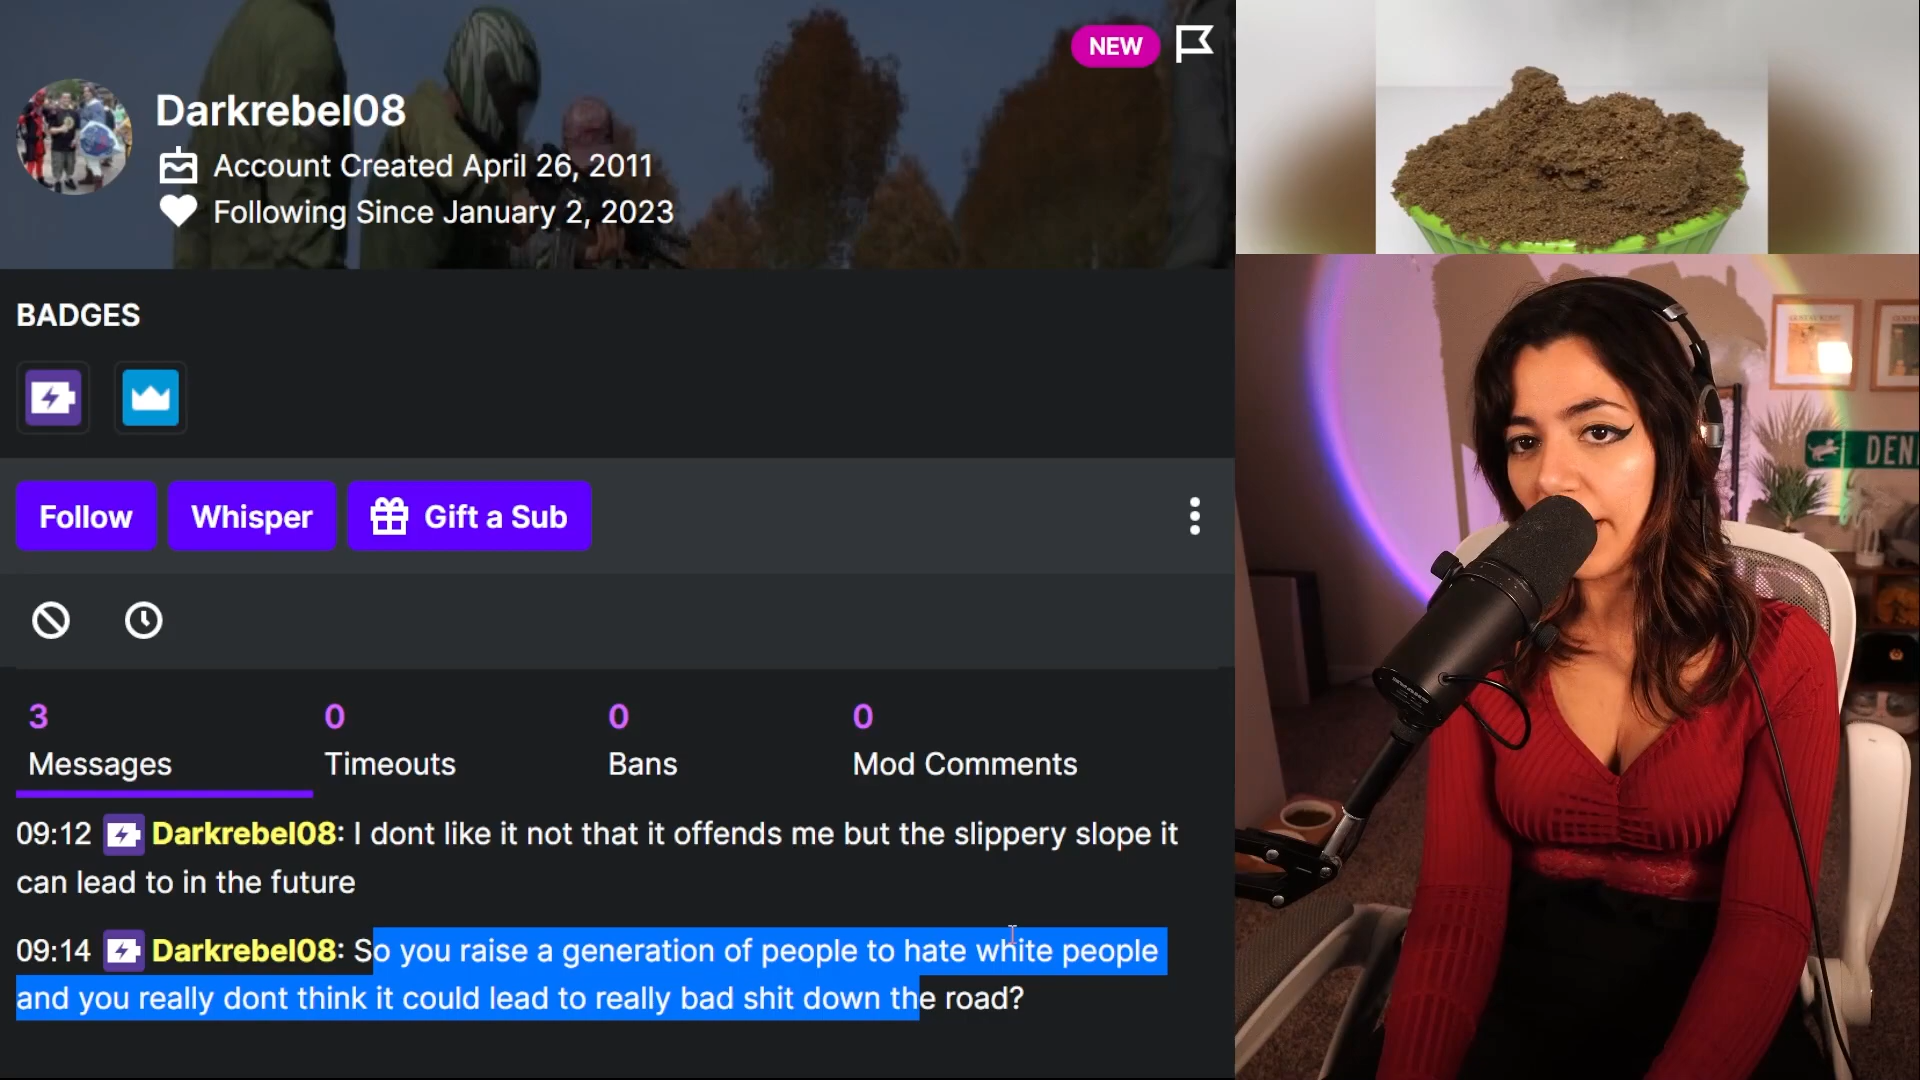 NEW
Darkrebel08
Account Created April 26, 2011
Following Since January 2, 2023
BADGES
Follow
Whisper
Gift a Sub
3
0
0
0
Messages
Timeouts
Bans
Mod Comments
09:12 Darkrebel08: I dont like it not that it offends me but the slippery slope it
can lead to in the future
09:14 Darkrebel08: So you raise a generation of people to hate white people
and you really dont think it could lead to really bad shit down the road?
DEN